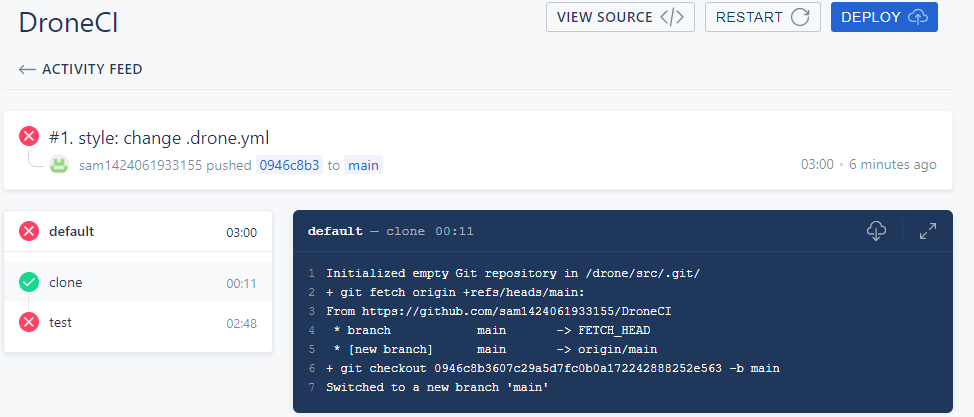 DroneCI
VIEW SOURCE </>
RESTART
DEPLOY
ACTIVITY FEED
#1. style: change .drone.yml
sam1424061933155 pushed 0946c8b3 to main
03:00 • 6 minutes ago
default 03:00
clone 00:11
test 02:48
default — clone 00:11
1 Initialized empty Git repository in /drone/src/.git/
2 + git fetch origin +refs/heads/main:
3 From https://github.com/sam1424061933155/DroneCI
4 * branch main -> FETCH_HEAD
5 * [new branch] main -> origin/main
6 + git checkout 0946c8b3607c29a5d7fc0b0a172242888252e563 -b main
7 Switched to a new branch 'main'